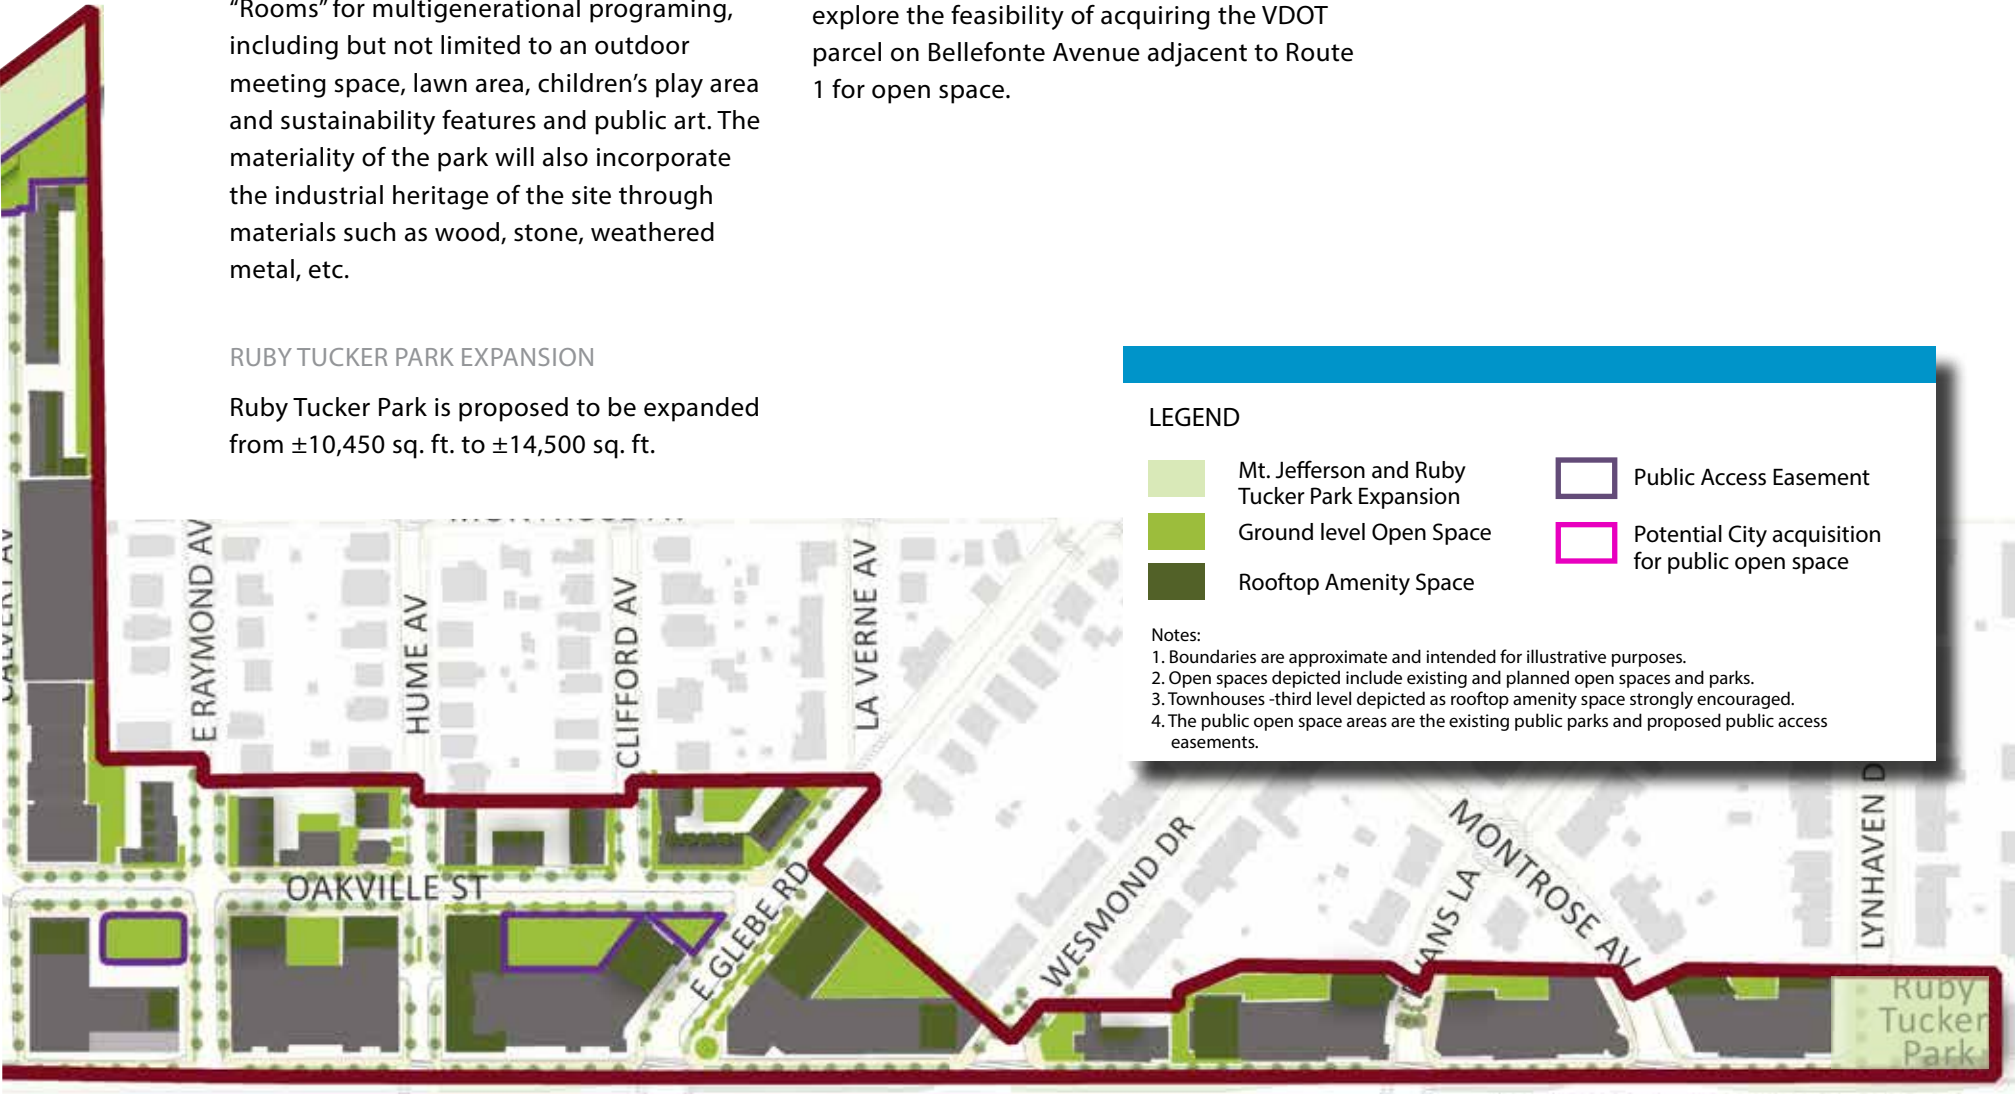 “Rooms” for multigenerational programing,
including but not limited to an outdoor
meeting space, lawn area, children’s play area
and sustainability features and public art. The
materiality of the park will also incorporate
the industrial heritage of the site through
materials such as wood, stone, weathered
metal, etc.
RUBY TUCKER PARK EXPANSION
Ruby Tucker Park is proposed to be expanded
from ±10,450 sq. ft. to ±14,500 sq. ft.
explore the feasibility of acquiring the VDOT
parcel on Bellefonte Avenue adjacent to Route
1 for open space.
LEGEND
Mt. Jefferson and Ruby
Tucker Park Expansion
Ground level Open Space
Rooftop Amenity Space
Public Access Easement
Potential City acquisition
for public open space
Notes:
1. Boundaries are approximate and intended for illustrative purposes.
2. Open spaces depicted include existing and planned open spaces and parks.
3. Townhouses -third level depicted as rooftop amenity space strongly encouraged.
4. The public open space areas are the existing public parks and proposed public access
easements.
E RAYMOND AV
HUME AV
CLIFFORD AV
LA VERNE AV
OAKVILLE ST
E GLEBE RD
WESMOND DR
MONTROSE AV
LYNHAVEN D
Ruby
Tucker
Park